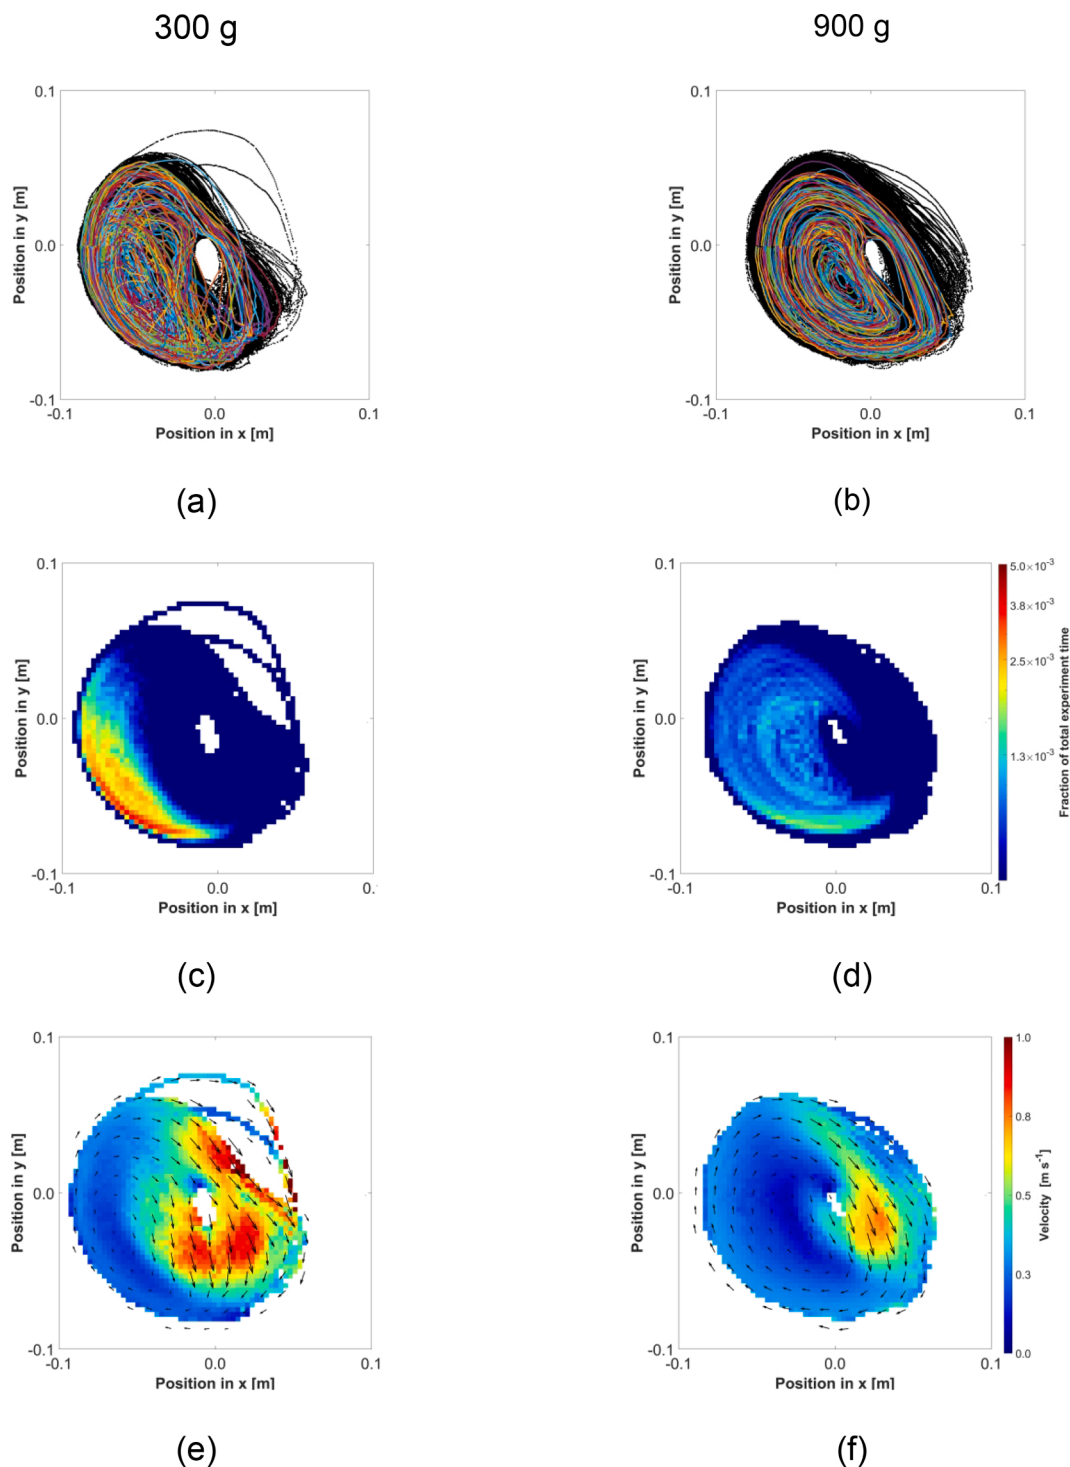 300 g
900 g
0.1
0.0
-0.1
Position in y [m]
-0.1
0.0
0.1
Position in x [m]
0.1
0.0
-0.1
Position in y [m]
-0.1
0.0
0.1
Position in x [m]
(a)
(b)
0.1
0.0
-0.1
Position in y [m]
-0.1
0.0
0.
Position in x [m]
0.1
0.0
-0.1
Position in y [m]
-0.1
0.0
0.1
Position in x [m]
5.0×10⁻³
3.8×10⁻³
2.5×10⁻³
1.3×10⁻³
Fraction of total experiment time
(c)
(d)
0.1
0.0
-0.1
Position in y [m]
-0.1
0.0
0.1
Position in x [m]
0.1
0.0
-0.1
Position in y [m]
-0.1
0.0
0.1
Position in x [m]
1.0
0.8
0.5
0.3
0.0
Velocity [m s⁻¹]
(e)
(f)